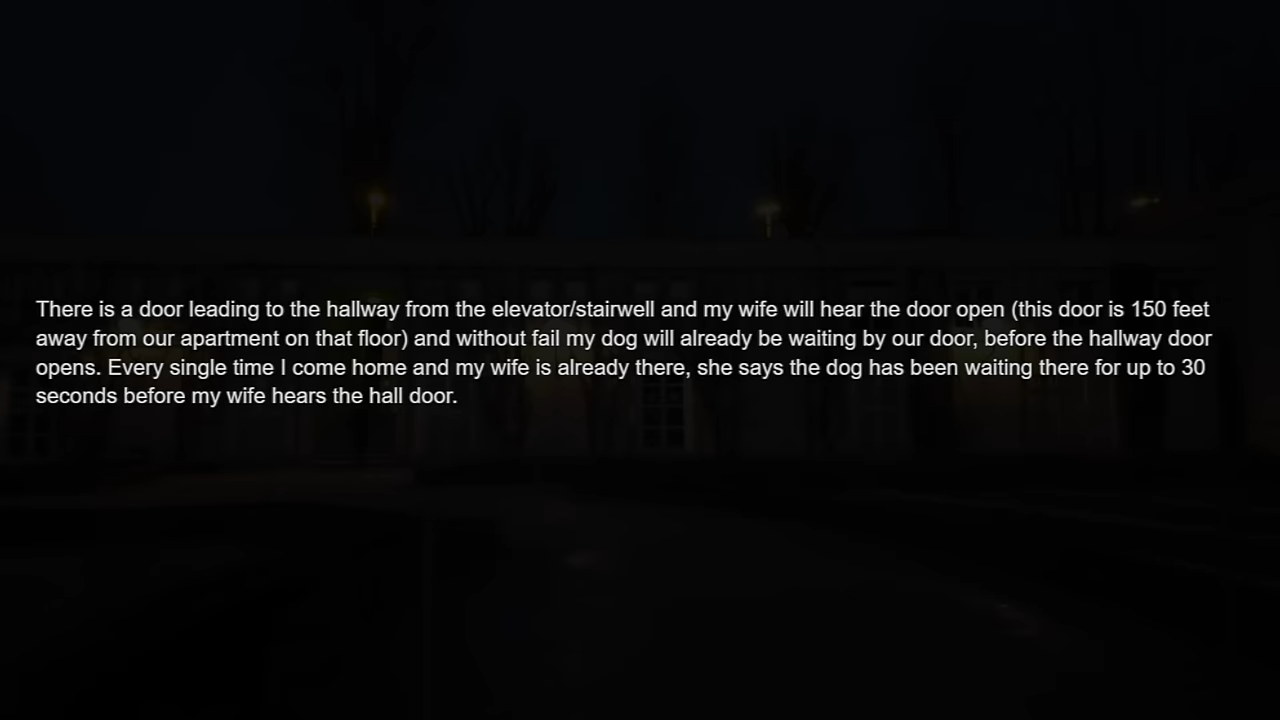 There is a door leading to the hallway from the elevator/stairwell and my wife will hear the door open (this door is 150 feet
away from our apartment on that floor) and without fail my dog will already be waiting by our door, before the hallway door
opens. Every single time I come home and my wife is already there, she says the dog has been waiting there for up to 30
seconds before my wife hears the hall door.